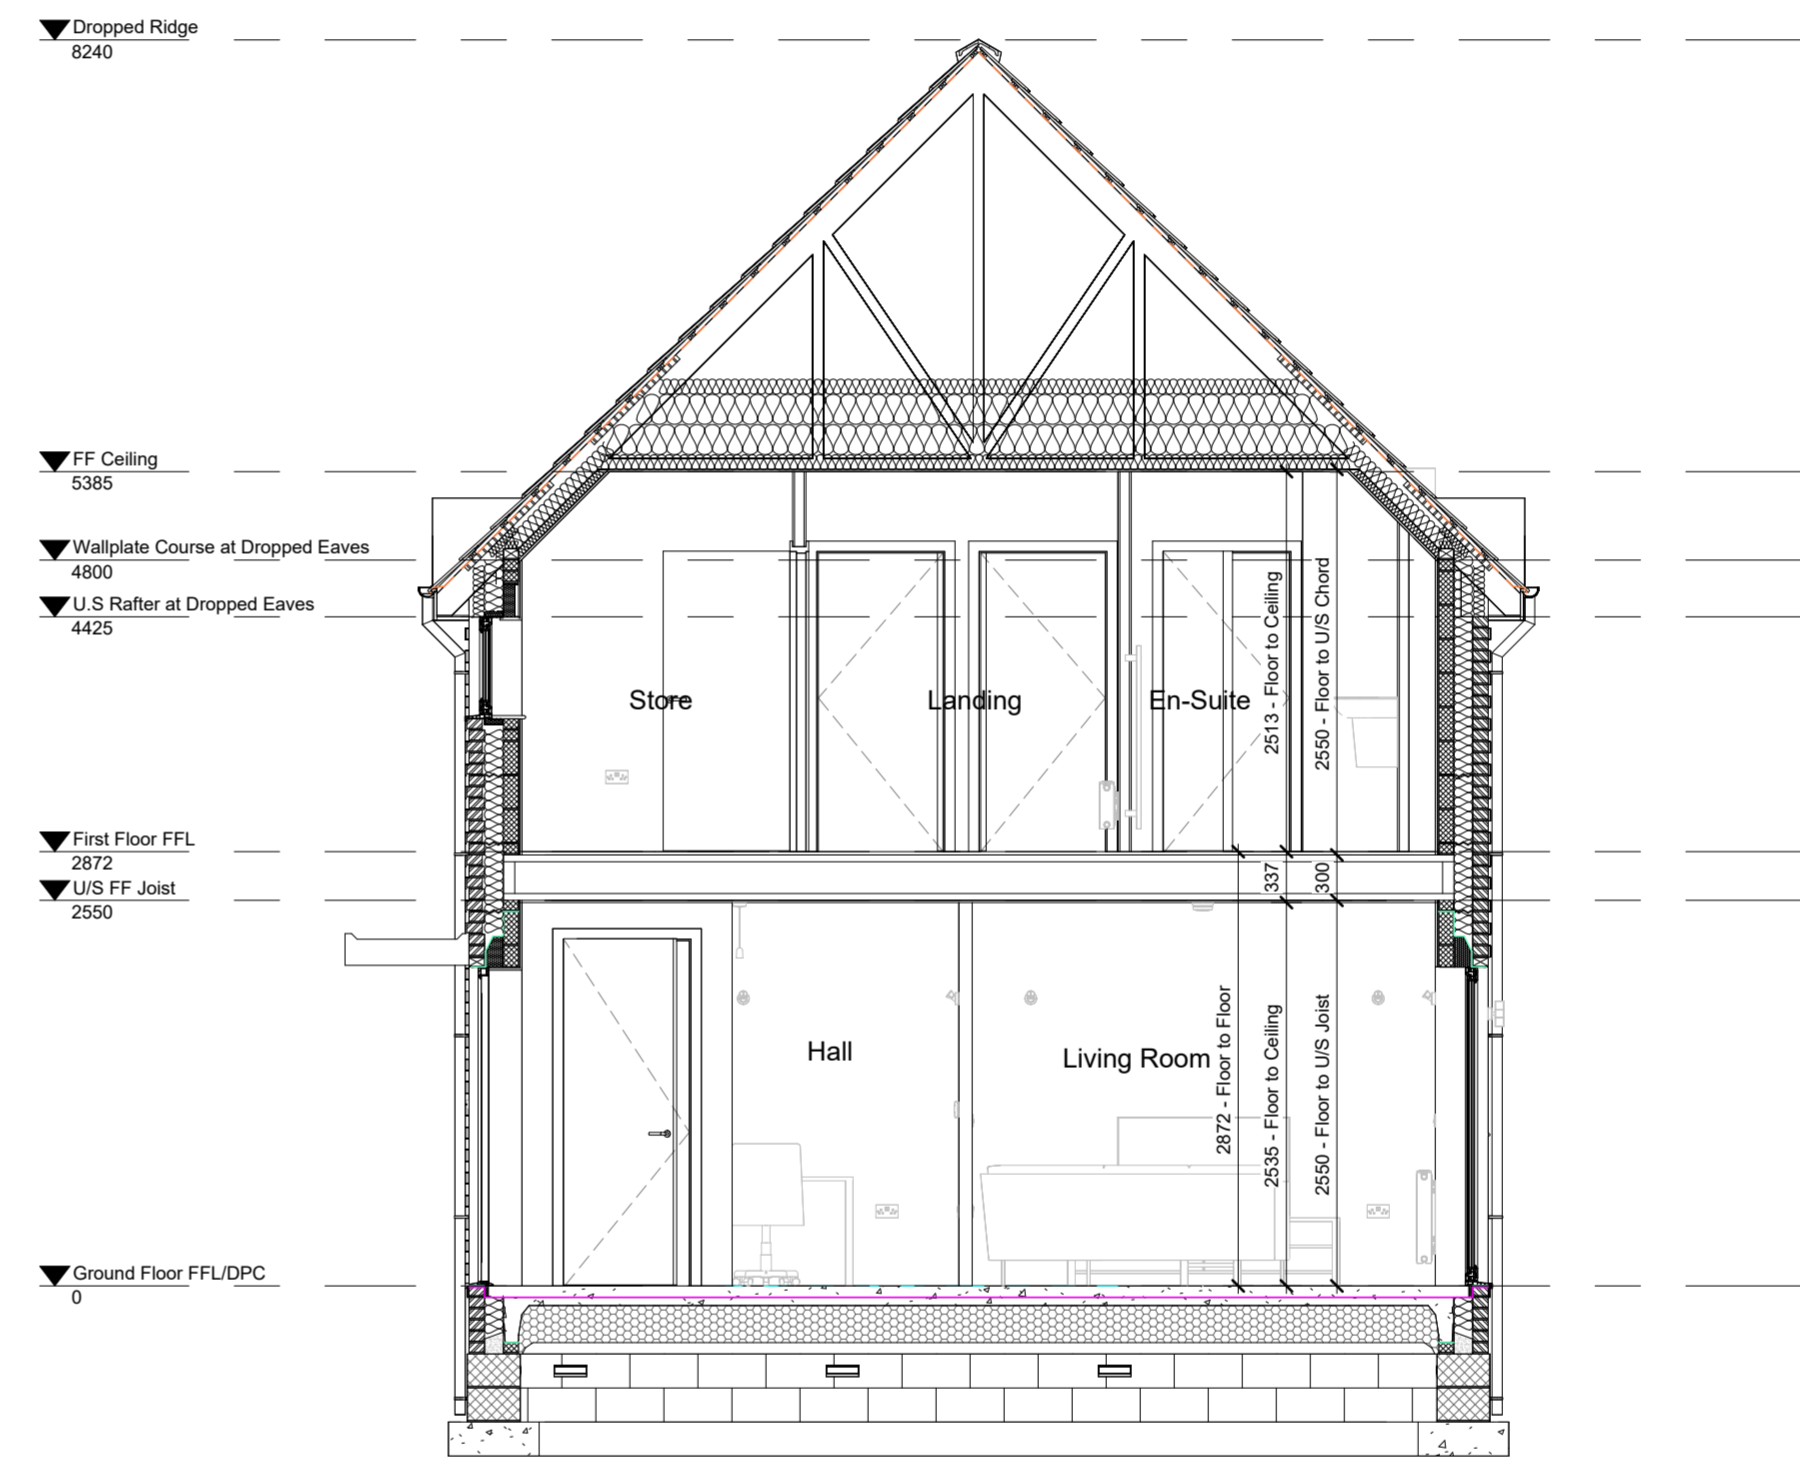 Dropped Ridge
8240
FF Ceiling
5385
Wallplate Course at Dropped Eaves
4800
U.S Rafter at Dropped Eaves
4425
First Floor FFL
2872
U/S FF Joist
2550
Ground Floor FFL/DPC
0
Store
Landing
En-Suite
2513 - Floor to Ceiling
2550 - Floor to U/S Chord
337
300
Hall
Living Room
2872 - Floor to Floor
2535 - Floor to Ceiling
2550 - Floor to U/S Joist